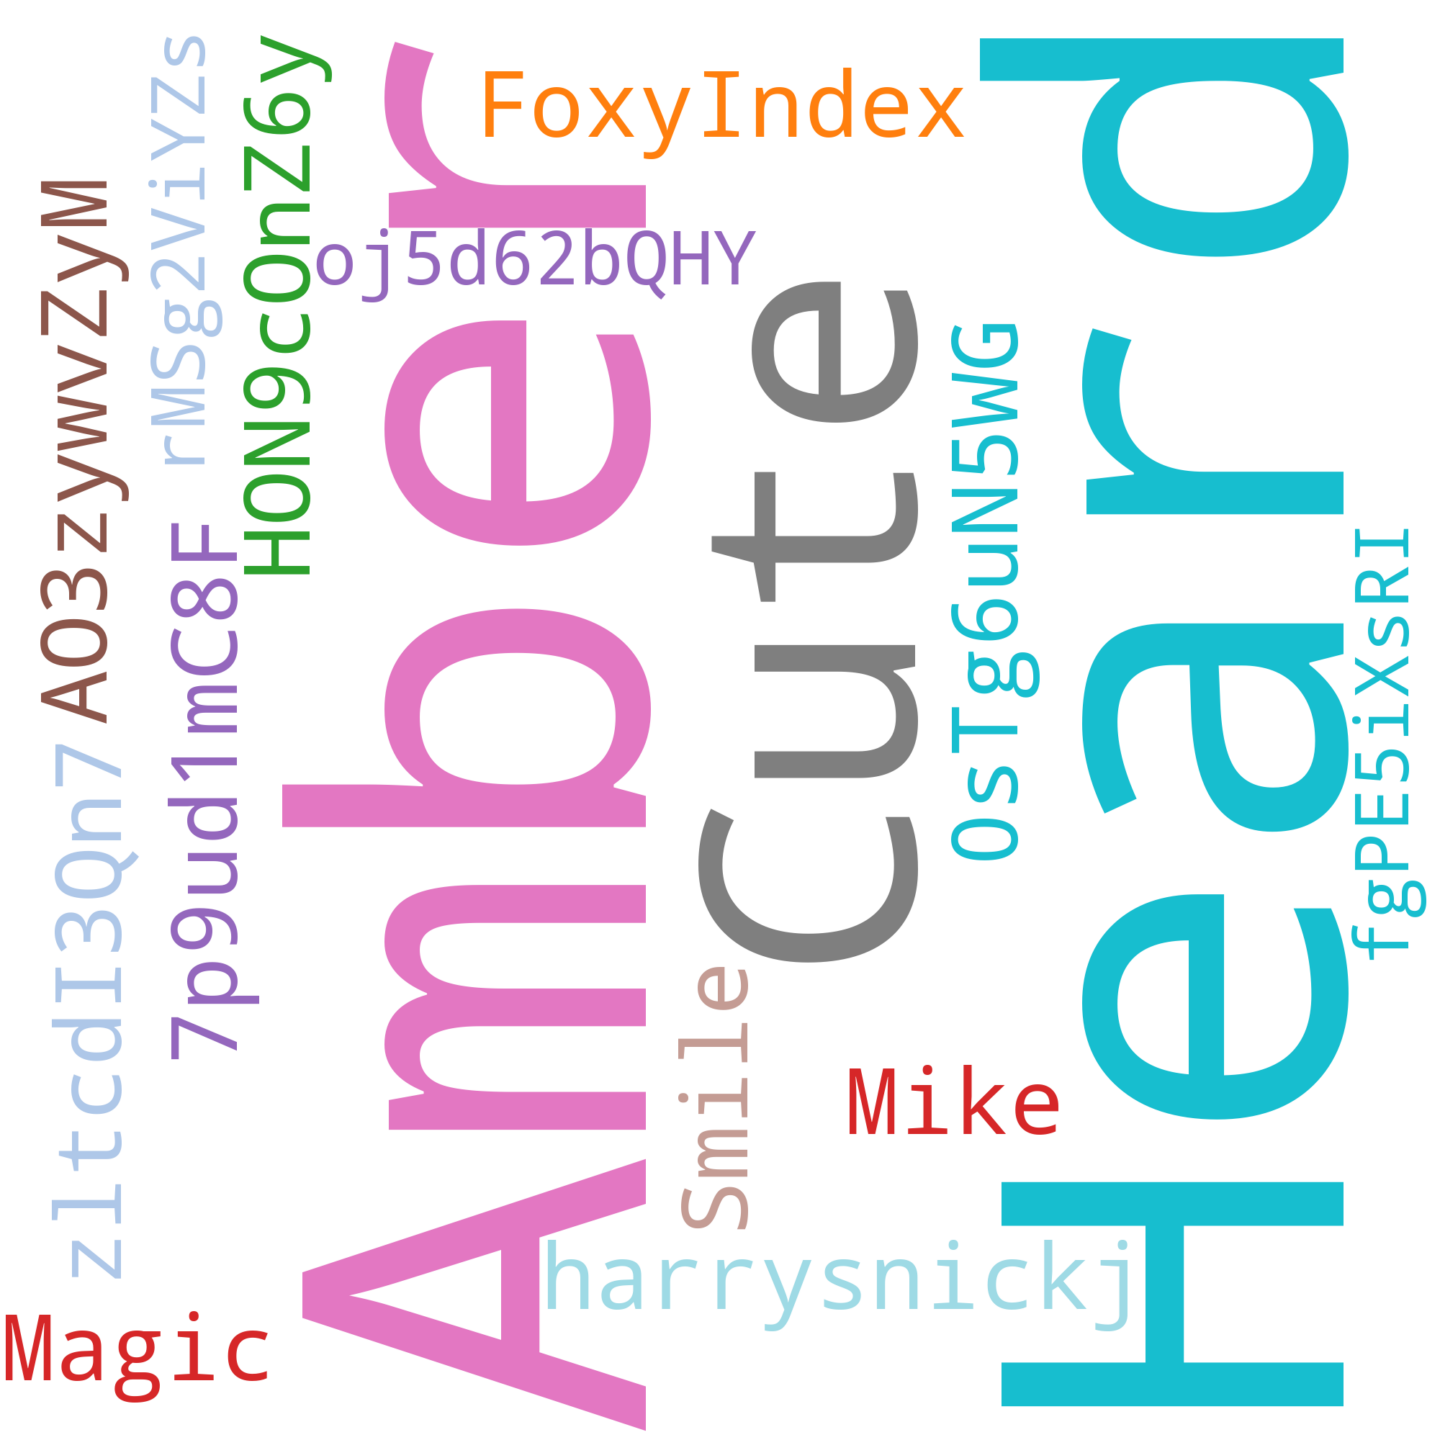 Amber
Heard
Cute
FoxyIndex
oj5d62bQHY
HON9cOnZ6y
rMSg2ViYZs
AO3zywvZyM
7p9ud1mC8F
zltcdI3Qn7
OsTg6uN5WG
fgPE5iXsRI
Smile
Mike
harrysnickj
Magic